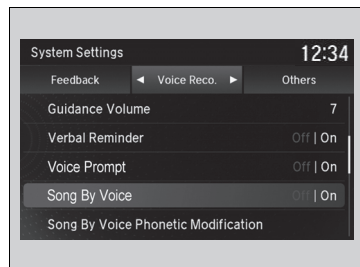 System Settings 12:34
Feedback ◄ Voice Reco. ► Others
Guidance Volume 7
Verbal Reminder Off | On
Voice Prompt Off | On
Song By Voice Off | On
Song By Voice Phonetic Modification